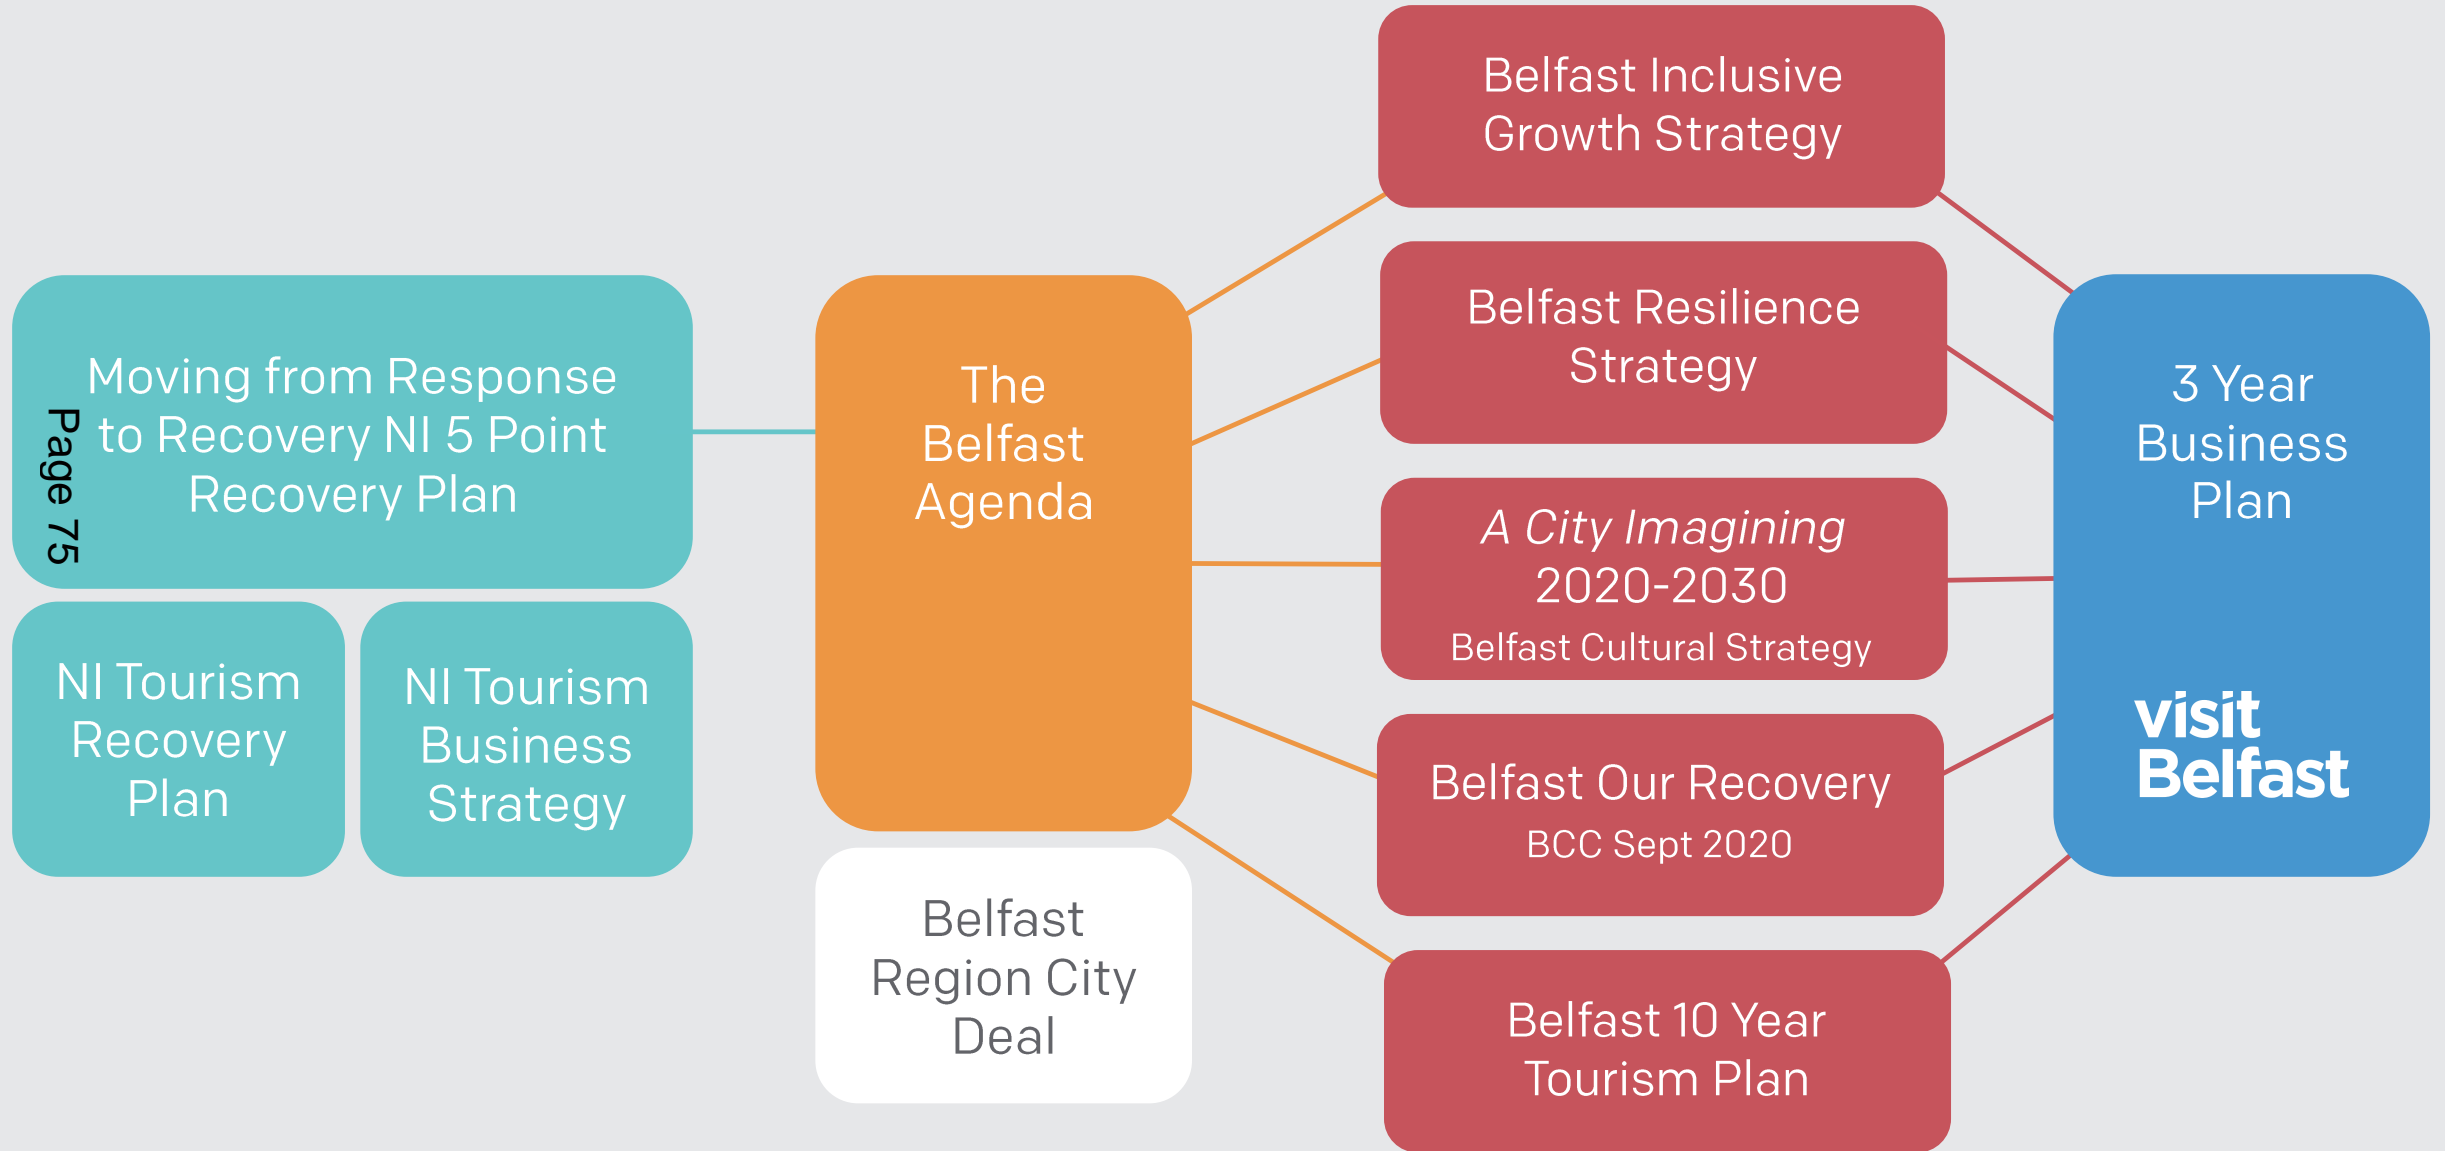 Moving from Response
to Recovery NI 5 Point
Recovery Plan
Page 75
NI Tourism
Recovery
Plan
NI Tourism
Business
Strategy
The
Belfast
Agenda
Belfast
Region City
Deal
Belfast Inclusive
Growth Strategy
Belfast Resilience
Strategy
A City Imagining
2020-2030
Belfast Cultural Strategy
Belfast Our Recovery
BCC Sept 2020
Belfast 10 Year
Tourism Plan
3 Year
Business
Plan
visit
Belfast